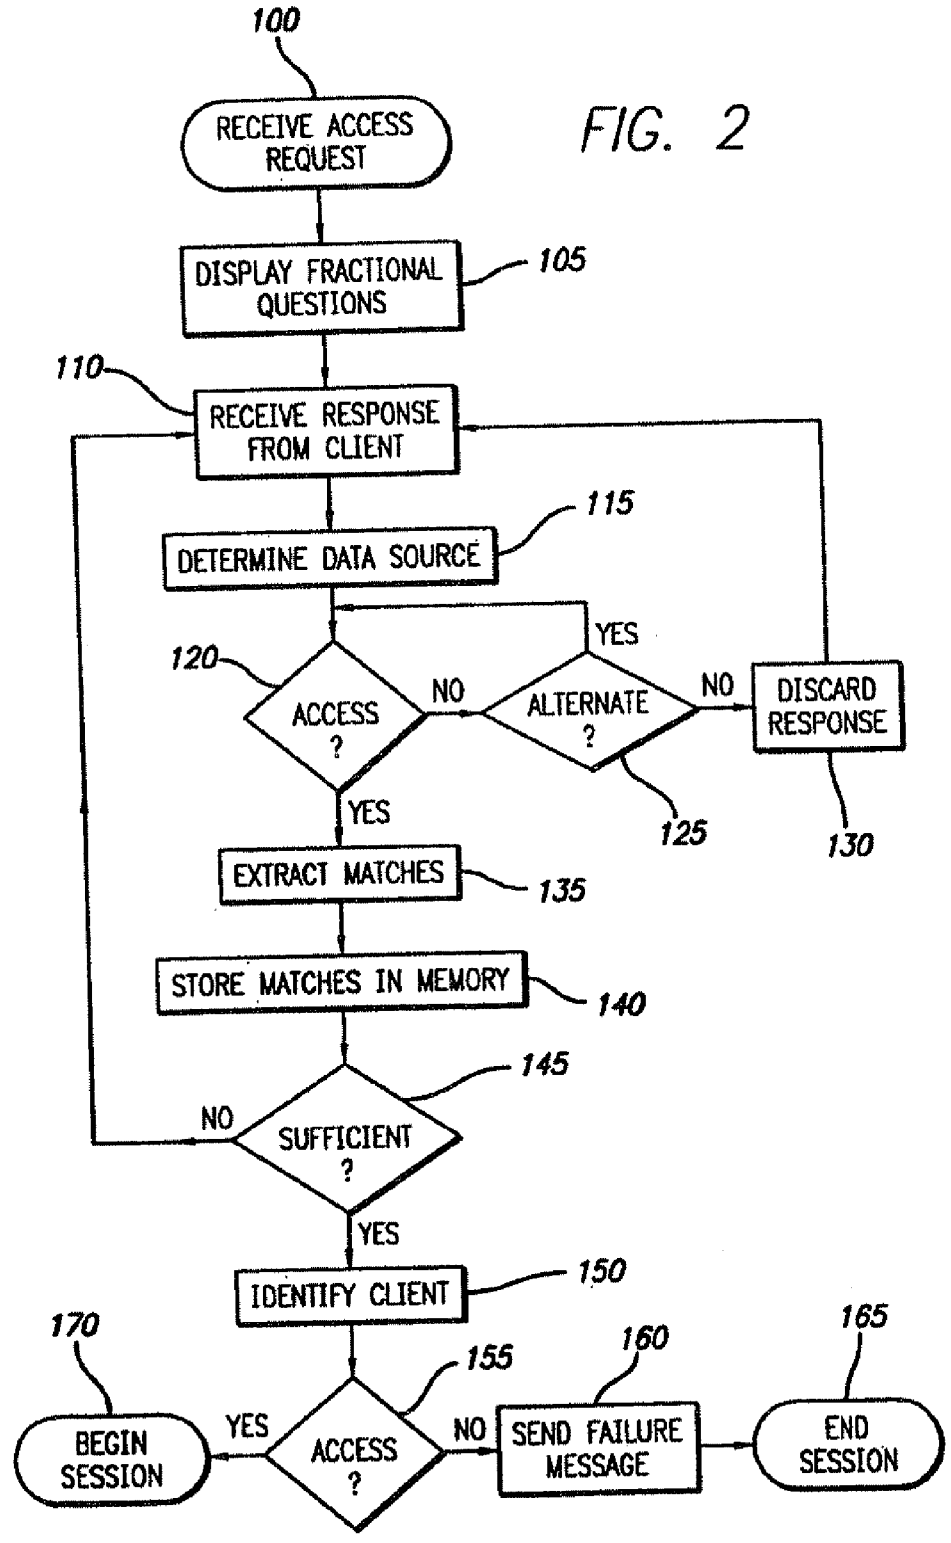 100
RECEIVE ACCESS
REQUEST
FIG. 2
DISPLAY FRACTIONAL
QUESTIONS
105
110
RECEIVE RESPONSE
FROM CLIENT
115
DETERMINE DATA SOURCE
YES
120
ACCESS
?
NO
ALTERNATE
?
NO
DISCARD
RESPONSE
YES
125
130
EXTRACT MATCHES
135
STORE MATCHES IN MEMORY
140
145
NO
SUFFICIENT
?
YES
IDENTIFY CLIENT
150
170
155
160
165
YES
BEGIN
SESSION
ACCESS
?
NO
SEND FAILURE
MESSAGE
END
SESSION